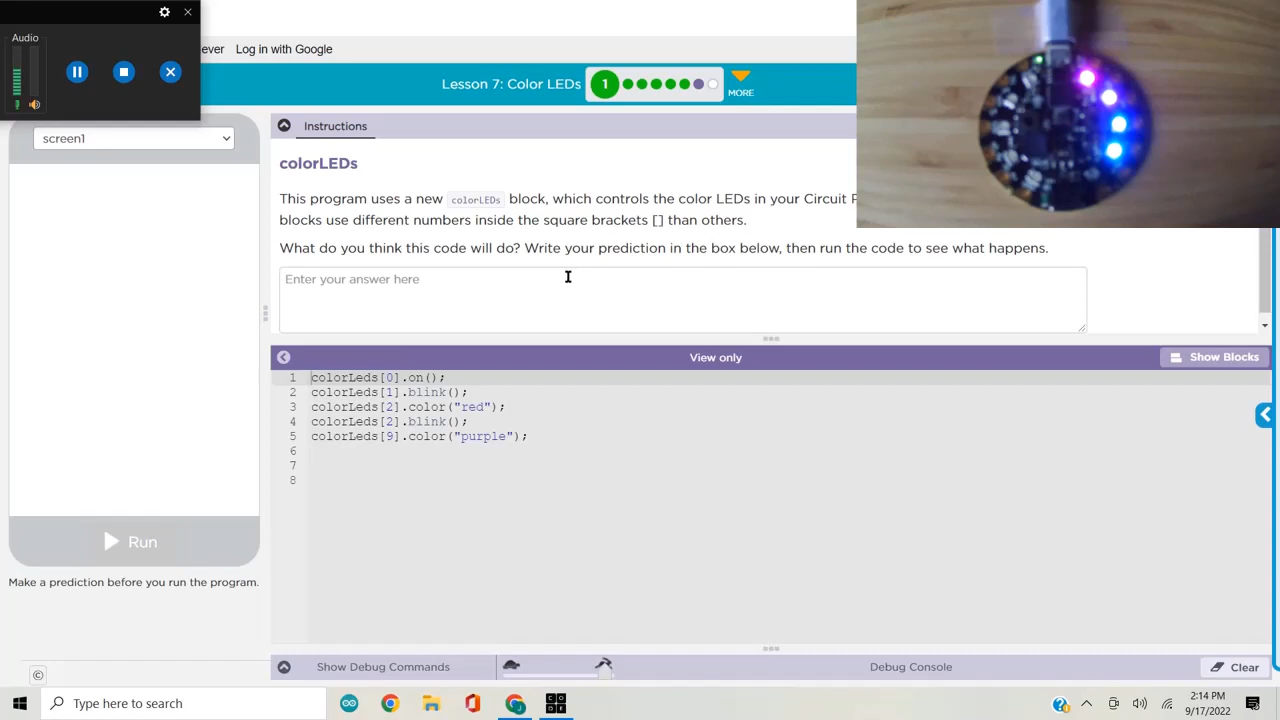 Audio
ever Log in with Google
Lesson 7: Color LEDs 1 MORE
screen1
Instructions
colorLEDs
This program uses a new colorLEDs block, which controls the color LEDs in your Circuit P
blocks use different numbers inside the square brackets [] than others.
What do you think this code will do? Write your prediction in the box below, then run the code to see what happens.
Enter your answer here
View only
Show Blocks
1 colorLeds[0].on();
2 colorLeds[1].blink();
3 colorLeds[2].color("red");
4 colorLeds[2].blink();
5 colorLeds[9].color("purple");
6
7
8
Run
Make a prediction before you run the program.
©
Show Debug Commands
Debug Console
Clear
Type here to search
C O
D E
2:14 PM
9/17/2022